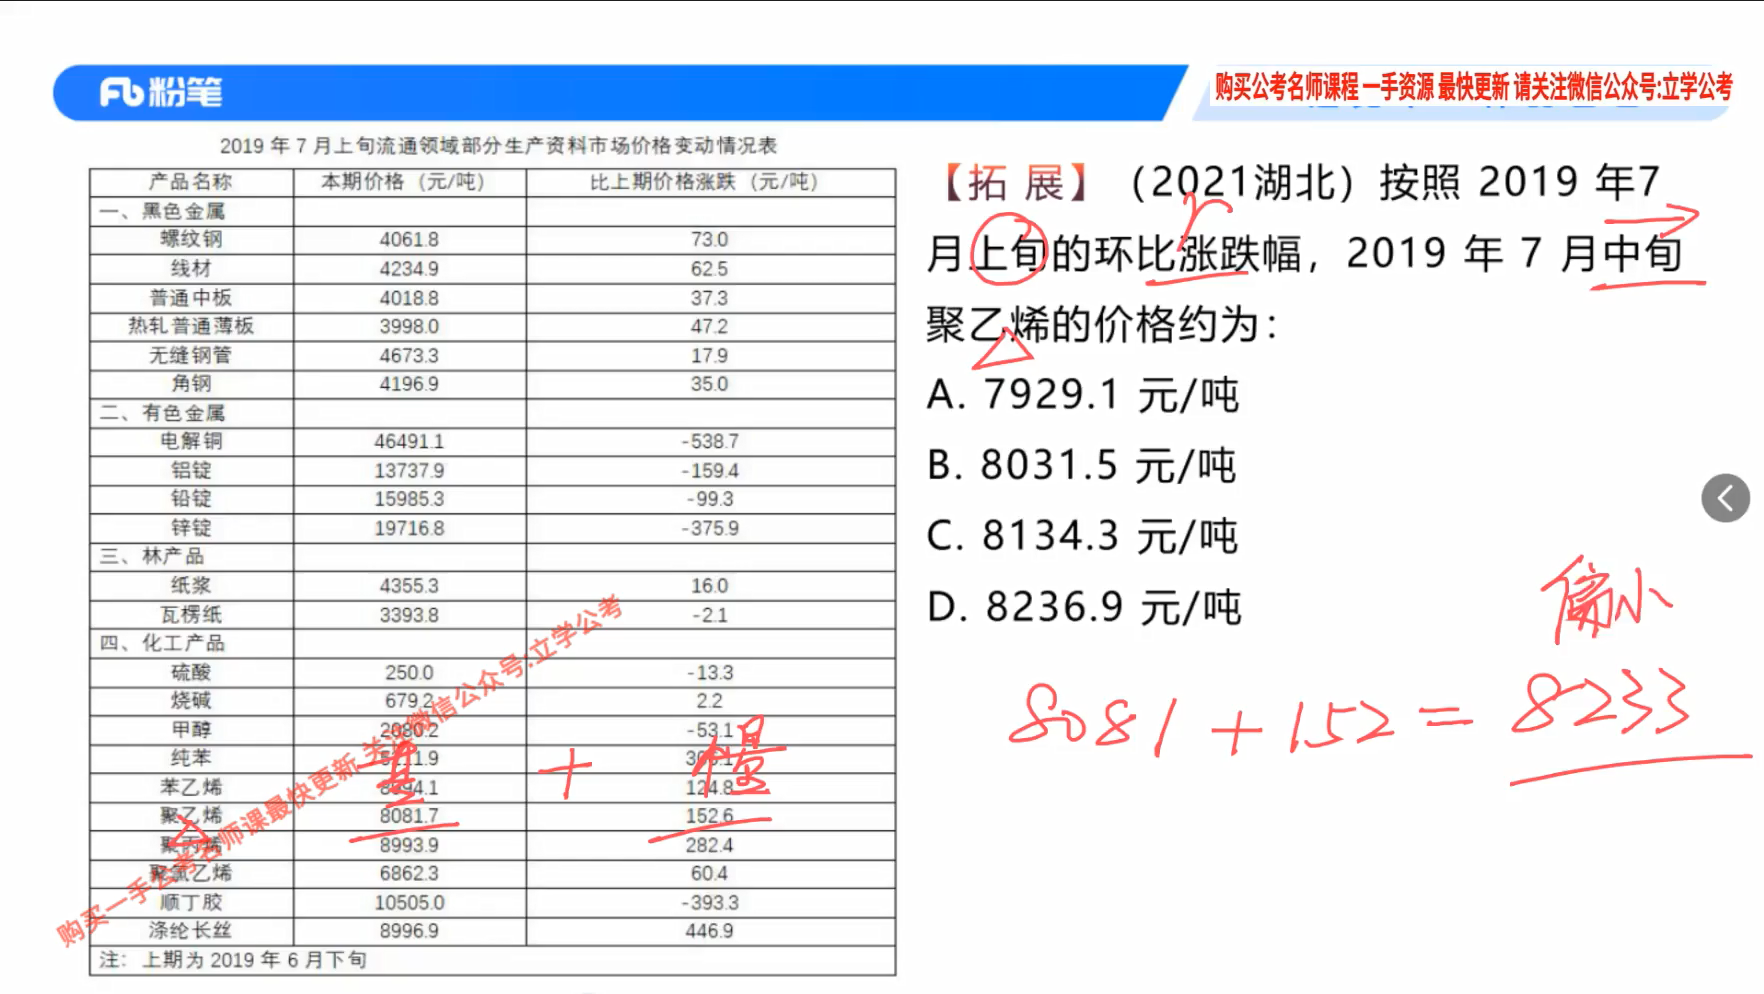 粉笔
购买公考名师课程 一手资源 最快更新 请关注微信公众号:立学公考
2019 年 7 月上旬流通领域部分生产资料市场价格变动情况表
产品名称 本期价格（元/吨） 比上期价格涨跌（元/吨）
一、黑色金属
螺纹钢 4061.8 73.0
线材 4234.9 62.5
普通中板 4018.8 37.3
热轧普通薄板 3998.0 47.2
无缝钢管 4673.3 17.9
角钢 4196.9 35.0
二、有色金属
电解铜 46491.1 -538.7
铝锭 13737.9 -159.4
铅锭 15985.3 -99.3
锌锭 19716.8 -375.9
三、林产品
纸浆 4355.3 16.0
瓦楞纸 3393.8 -2.1
四、化工产品
硫酸 250.0 -13.3
烧碱 679.2 2.2
甲醇 2080.2 -53.1
纯苯
苯乙烯 124.8
聚乙烯 8081.7 152.6
聚丙烯 8993.9 282.4
聚氯乙烯 6862.3 60.4
顺丁胶 10505.0 -393.3
涤纶长丝 8996.9 446.9
注：上期为 2019 年 6 月下旬
购买一手公考名师课最快更新 关注微信公众号:立学公考
+
【拓 展】（2021湖北）按照 2019 年7
月上旬的环比涨跌幅，2019 年 7 月中旬
聚乙烯的价格约为：
A. 7929.1 元/吨
B. 8031.5 元/吨
C. 8134.3 元/吨
D. 8236.9 元/吨
r
偏小
8081+152=8233